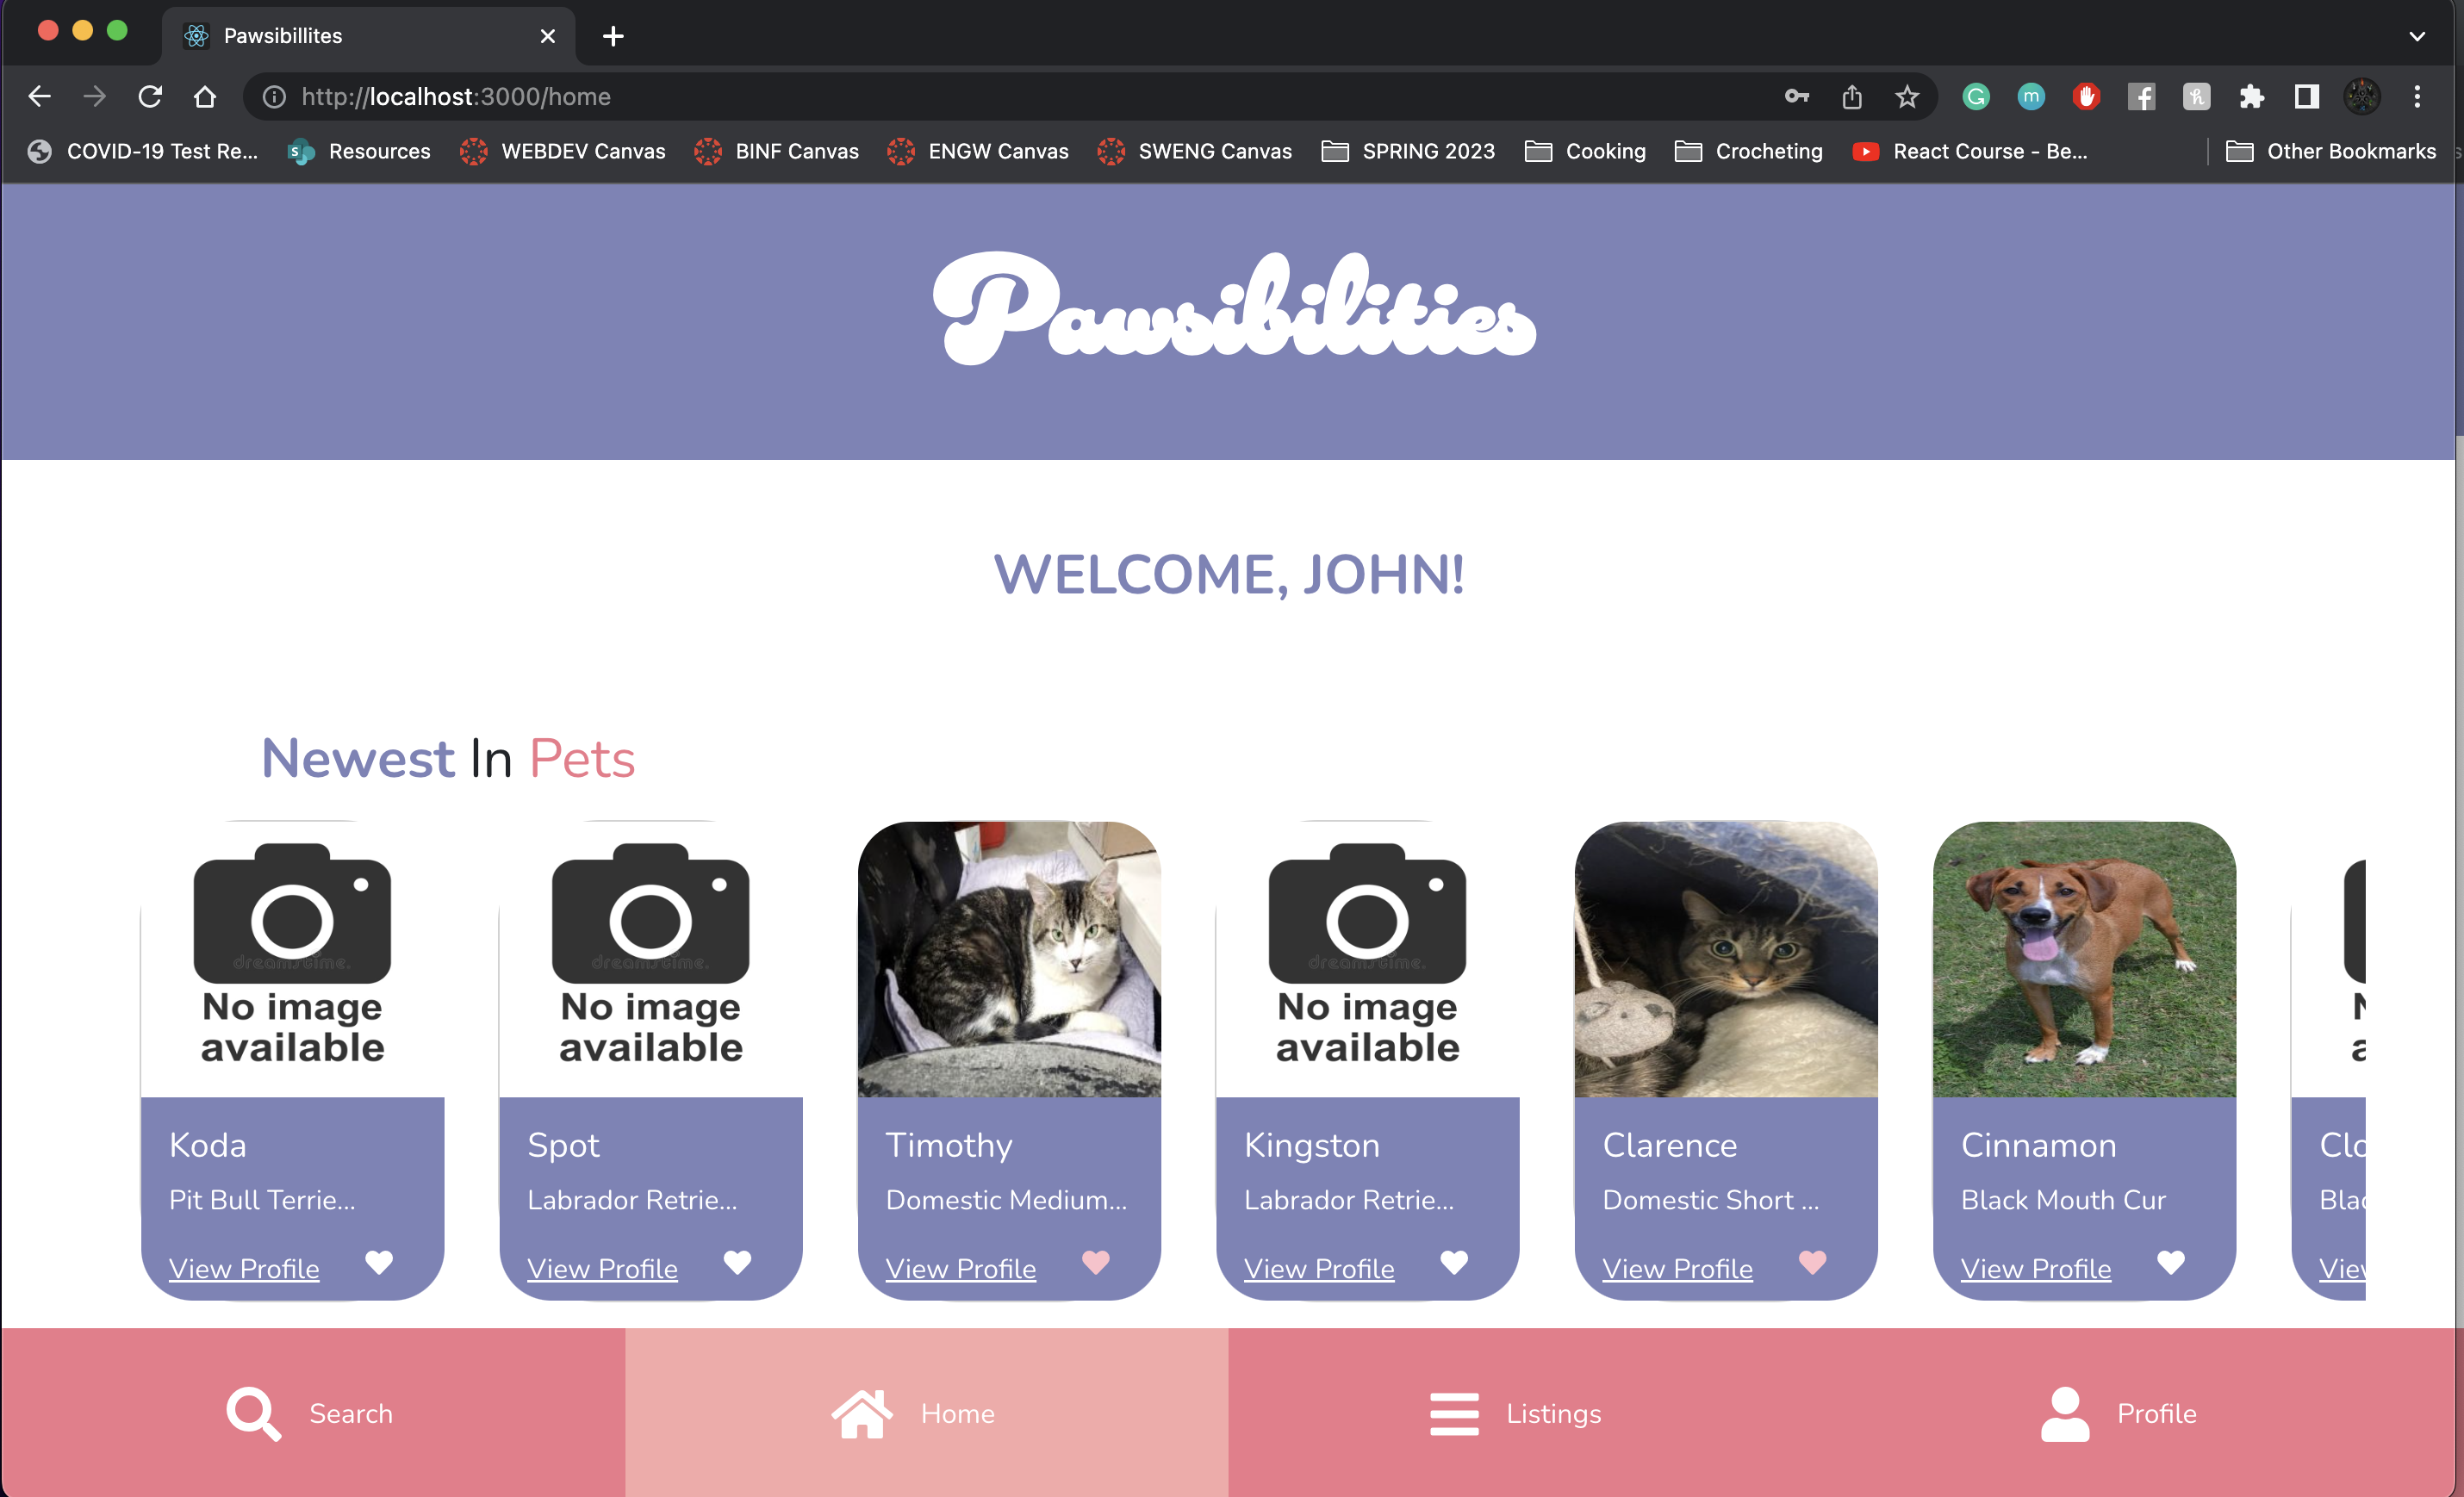 Pawsibillites
http://localhost:3000/home
COVID-19 Test Re... Resources WEBDEV Canvas BINF Canvas ENGW Canvas SWENG Canvas SPRING 2023 Cooking Crocheting React Course - Be... Other Bookmarks
Pawsibilities
WELCOME, JOHN!
Newest In Pets
dreamstime.
No image
available
Koda
Pit Bull Terrie...
View Profile
dreamstime.
No image
available
Spot
Labrador Retrie...
View Profile
Timothy
Domestic Medium...
View Profile
dreamstime.
No image
available
Kingston
Labrador Retrie...
View Profile
Clarence
Domestic Short ...
View Profile
Cinnamon
Black Mouth Cur
View Profile
Clo
Blac
View
Search
Home
Listings
Profile